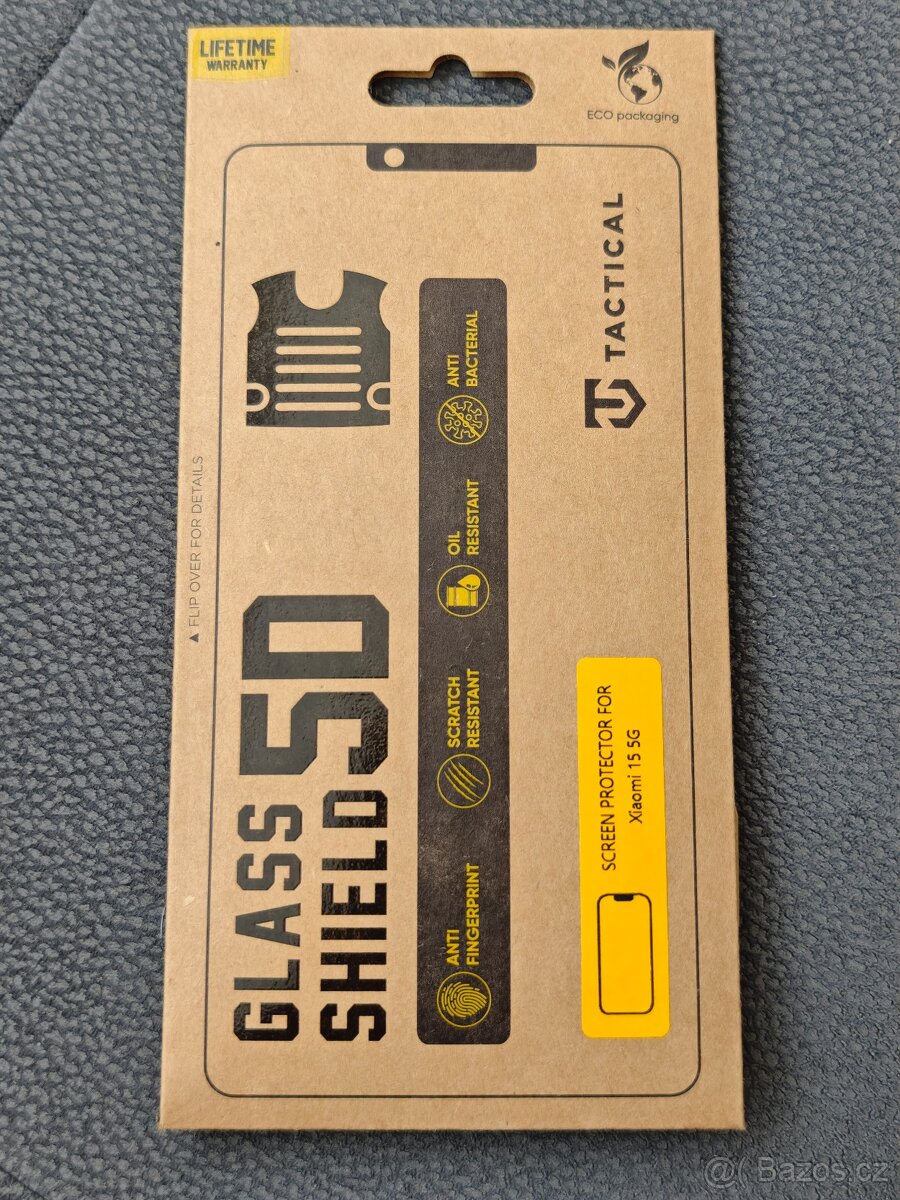 LIFETIME
WARRANTY
ECO packaging
TACTICAL
▲ FLIP OVER FOR DETAILS
GLASS
SHIELD
5D
ANTI
FINGERPRINT
SCRATCH
RESISTANT
OIL
RESISTANT
ANTI
BACTERIAL
SCREEN PROTECTOR FOR
Xiaomi 15 5G
@( Bazos.cz